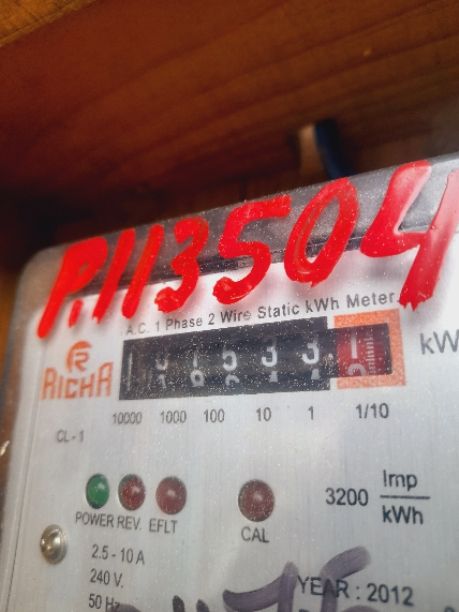 P.113504
A.C. 1 Phase 2 Wire Static kWh Meter
RICHA
kW
10000 1000 100 10 1 1/10
CL - 1
3200 Imp
kWh
POWER REV. EFLT
CAL
2.5 - 10 A
240 V.
50 Hz
YEAR : 2012